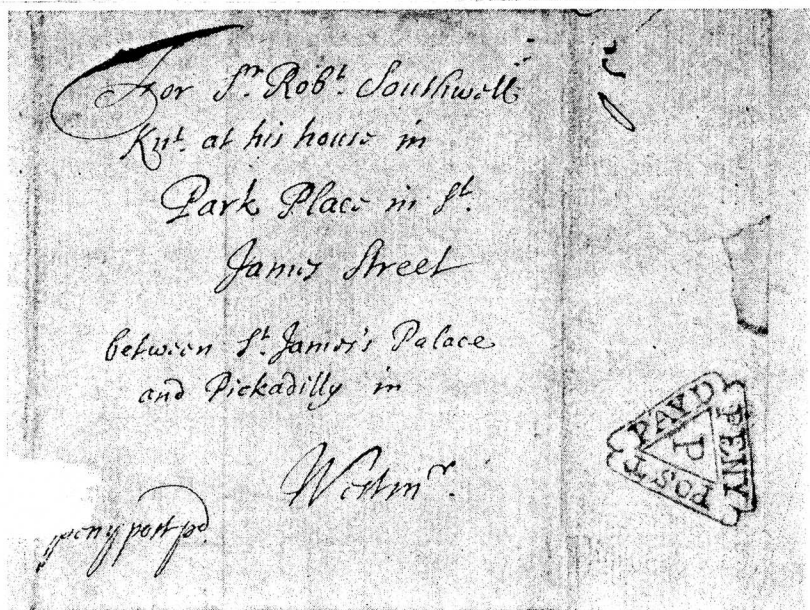 For Sr. Robt. Southwell
Knt. at his house in
Park Place in St.
James Street
between St. James's Palace
and Pickadilly in
Westmr.
peny post pd.
PENY
POST
PAYD
P